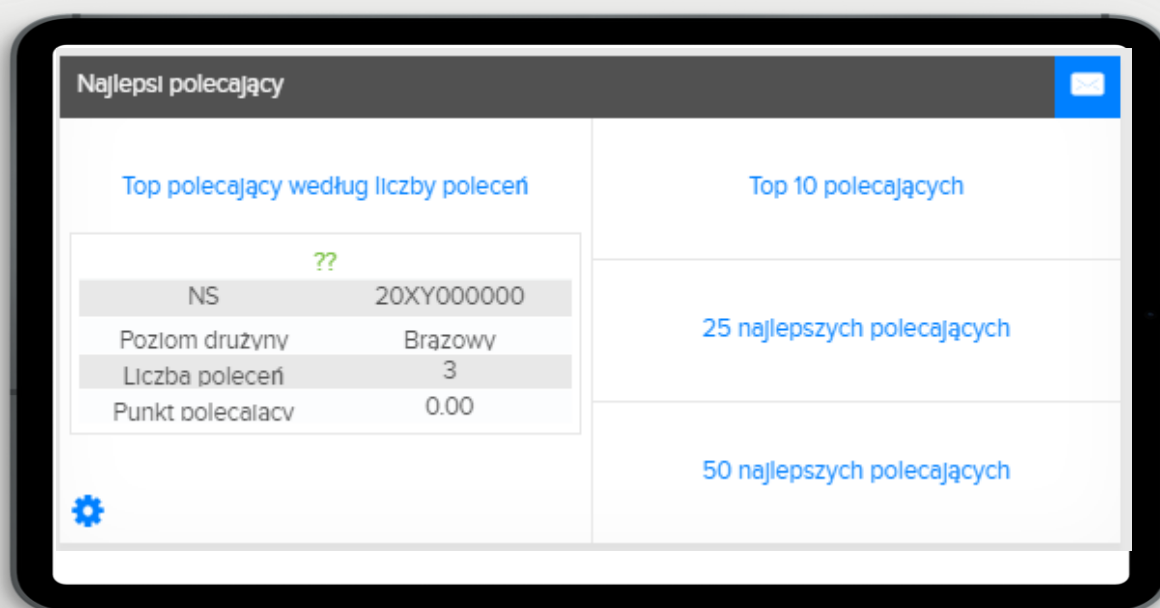 Najlepsi polecający
Top polecający według liczby poleceń
??
NS 20XY000000
Poziom drużyny Brązowy
Liczba poleceń 3
Punkt polecający 0.00
Top 10 polecających
25 najlepszych polecających
50 najlepszych polecających